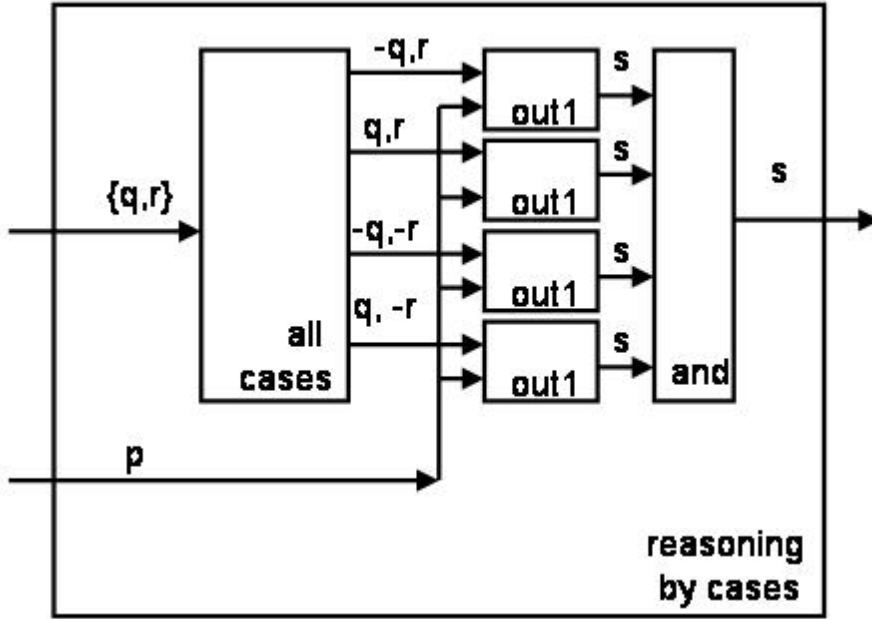 -q,r
s
out1
q,r
s
s
{q,r}
out1
-q,-r
s
out1
q, -r
s
all
cases
out1
and
p
reasoning
by cases